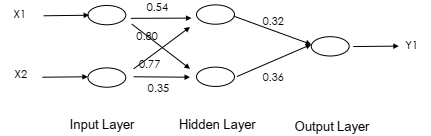 X1
0.54
0.32
0.80
Y1
0.77
X2
0.36
0.35
Input Layer
Hidden Layer
Output Layer